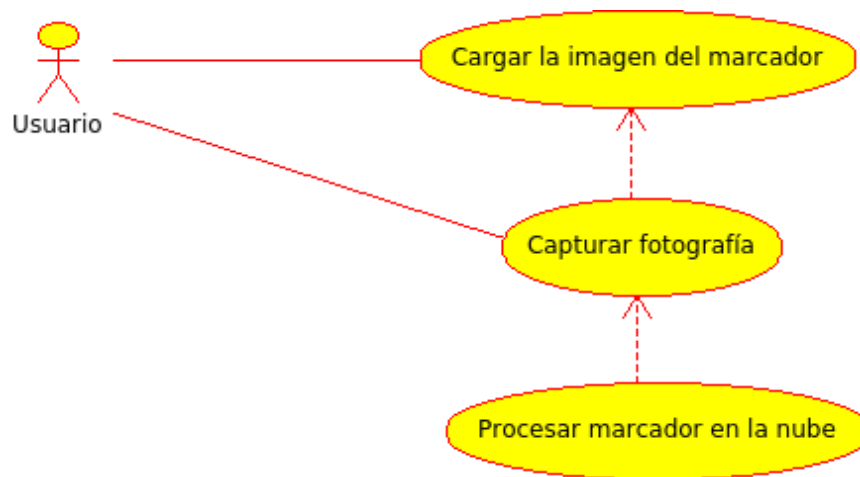 Cargar la imagen del marcador
Usuario
Capturar fotografía
Procesar marcador en la nube